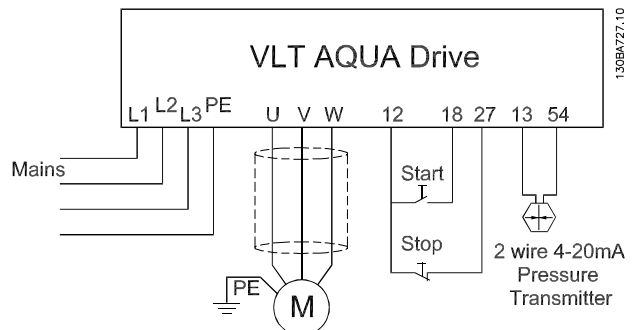 VLT AQUA Drive
130BA727.10
L1 L2 L3 PE U V W 12 18 27 13 54
Mains
Start
Stop
2 wire 4-20mA
Pressure
Transmitter
PE
M